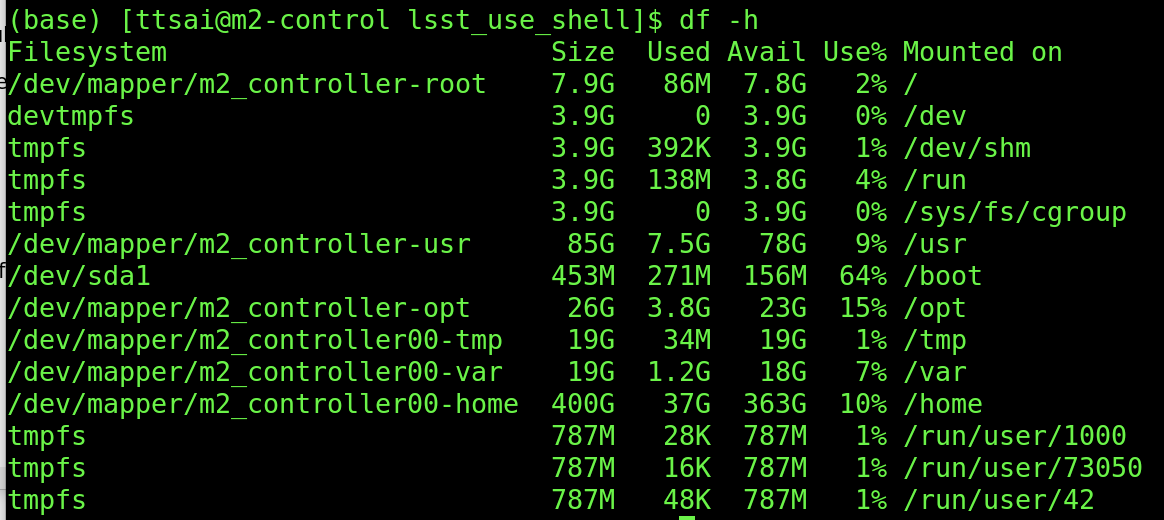 (base) [ttsai@m2-control lsst_use_shell]$ df -h
Filesystem                        Size  Used Avail Use% Mounted on
/dev/mapper/m2_controller-root    7.9G   86M  7.8G   2% /
devtmpfs                          3.9G     0  3.9G   0% /dev
tmpfs                             3.9G  392K  3.9G   1% /dev/shm
tmpfs                             3.9G  138M  3.8G   4% /run
tmpfs                             3.9G     0  3.9G   0% /sys/fs/cgroup
/dev/mapper/m2_controller-usr      85G  7.5G   78G   9% /usr
/dev/sda1                         453M  271M  156M  64% /boot
/dev/mapper/m2_controller-opt      26G  3.8G   23G  15% /opt
/dev/mapper/m2_controller00-tmp    19G   34M   19G   1% /tmp
/dev/mapper/m2_controller00-var    19G  1.2G   18G   7% /var
/dev/mapper/m2_controller00-home  400G   37G  363G  10% /home
tmpfs                             787M   28K  787M   1% /run/user/1000
tmpfs                             787M   16K  787M   1% /run/user/73050
tmpfs                             787M   48K  787M   1% /run/user/42